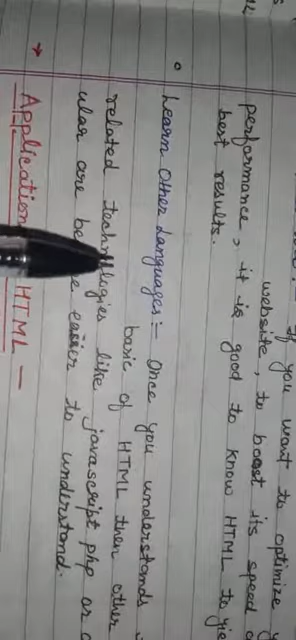 If you want to optimize
website, to boost its speed
performance, it is good to know HTML to
best results.
Learn Other Languages:- Once you understands
basic of HTML then other
related technologies like javascript php or
ular are be easier to understand.
→ Application HTML —